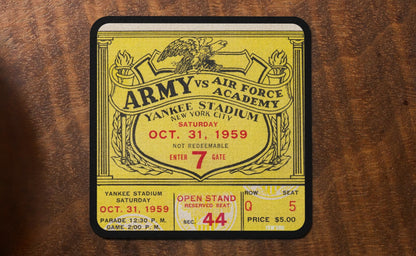 ARMY VS AIR FORCE ACADEMY
YANKEE STADIUM
NEW YORK CITY
SATURDAY
OCT. 31, 1959
NOT REDEEMABLE
ENTER 7 GATE
YANKEE STADIUM
SATURDAY
OCT. 31, 1959
PARADE 12:30 P. M.
GAME 2:00 P. M.
OPEN STAND
RESERVED SEAT
SEC. 44
ROW SEAT
Q 5
PRICE $5.00